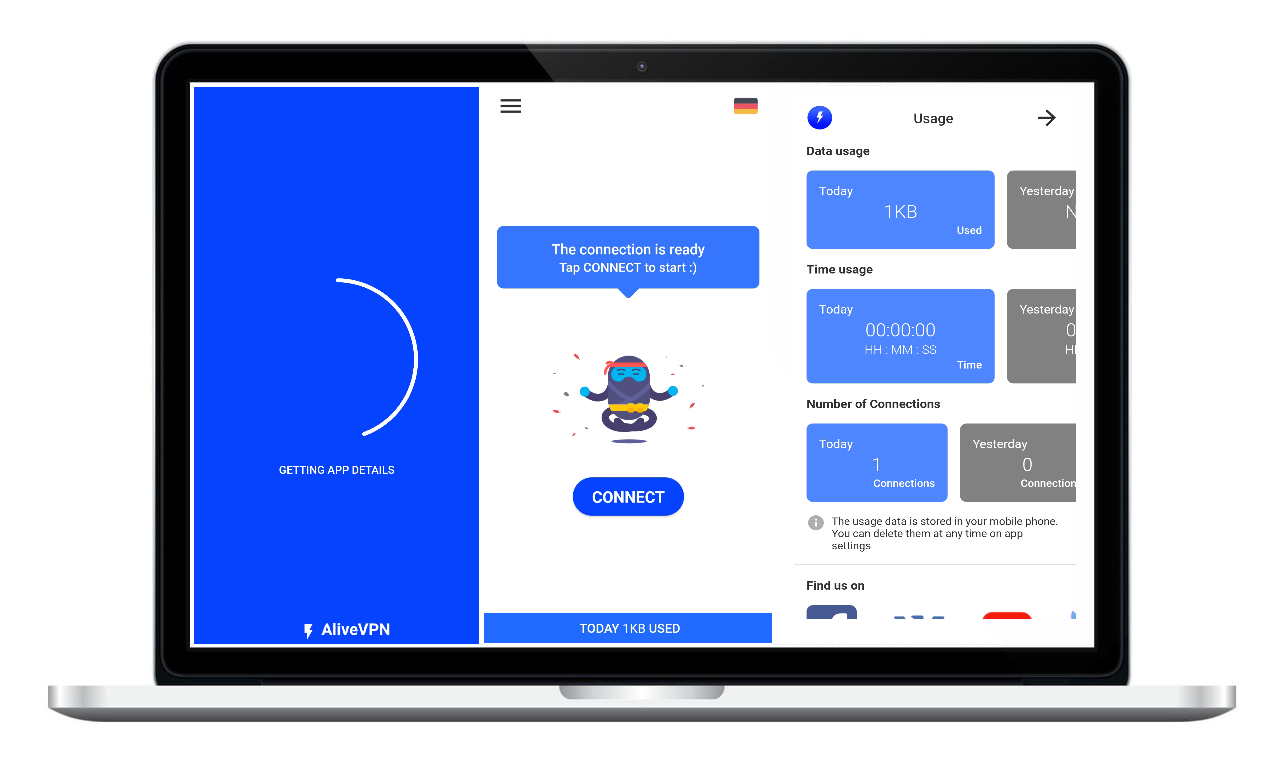 GETTING APP DETAILS
AliveVPN
The connection is ready
Tap CONNECT to start :)
CONNECT
TODAY 1KB USED
Usage
Data usage
Today
1KB
Used
Yesterday
N
Time usage
Today
00:00:00
HH : MM : SS
Time
Yesterday
0
Number of Connections
Today
1
Connections
Yesterday
0
Connection
The usage data is stored in your mobile phone.
You can delete them at any time on app
settings
Find us on